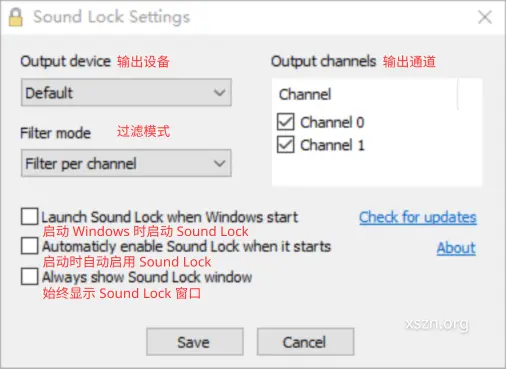 Sound Lock Settings
Output device 输出设备
Output channels 输出通道
Default
Channel
Channel 0
Channel 1
Filter mode 过滤模式
Filter per channel
Launch Sound Lock when Windows start
Check for updates
启动 Windows 时启动 Sound Lock
Automaticly enable Sound Lock when it starts
About
启动时自动启用 Sound Lock
Always show Sound Lock window
始终显示 Sound Lock 窗口
xszn.org
Save
Cancel